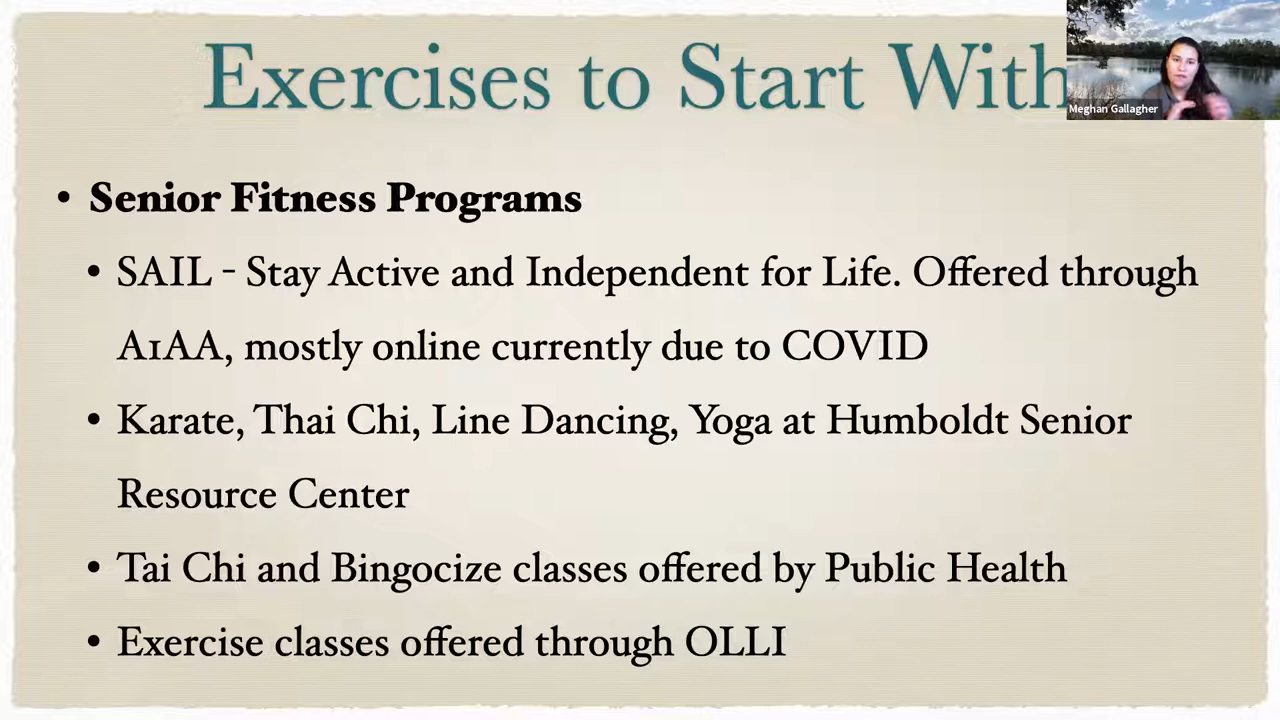 Exercises to Start With
Meghan Gallagher
• Senior Fitness Programs
• SAIL - Stay Active and Independent for Life. Offered through
A1AA, mostly online currently due to COVID
• Karate, Thai Chi, Line Dancing, Yoga at Humboldt Senior
Resource Center
• Tai Chi and Bingocize classes offered by Public Health
• Exercise classes offered through OLLI